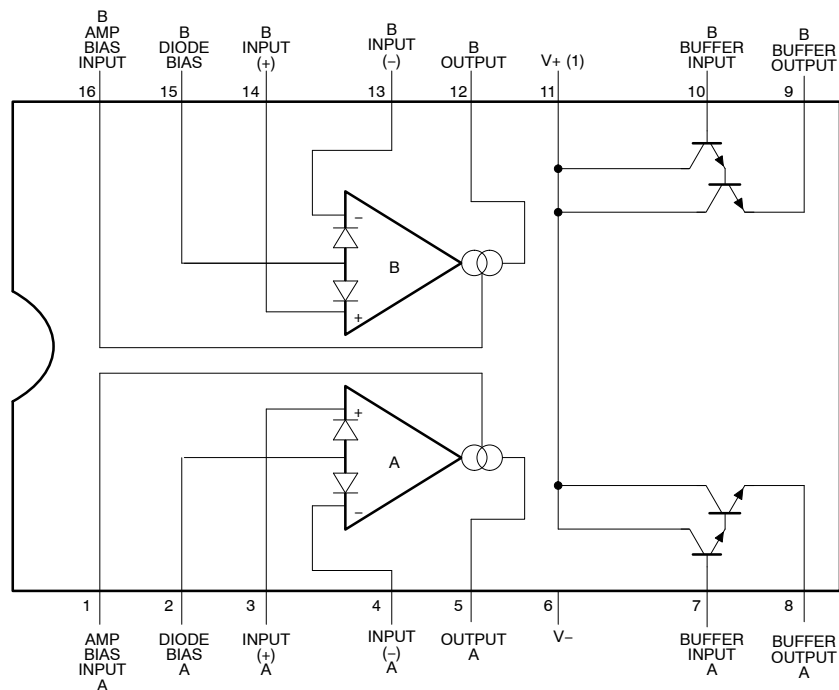 B
AMP
BIAS
INPUT
B
DIODE
BIAS
B
INPUT
(+)
B
INPUT
(−)
B
OUTPUT
V+ (1)
B
BUFFER
INPUT
B
BUFFER
OUTPUT
16
15
14
13
12
11
10
9
−
B
+
+
A
−
1
2
3
4
5
6
7
8
AMP
BIAS
INPUT
A
DIODE
BIAS
A
INPUT
(+)
A
INPUT
(−)
A
OUTPUT
A
V−
BUFFER
INPUT
A
BUFFER
OUTPUT
A